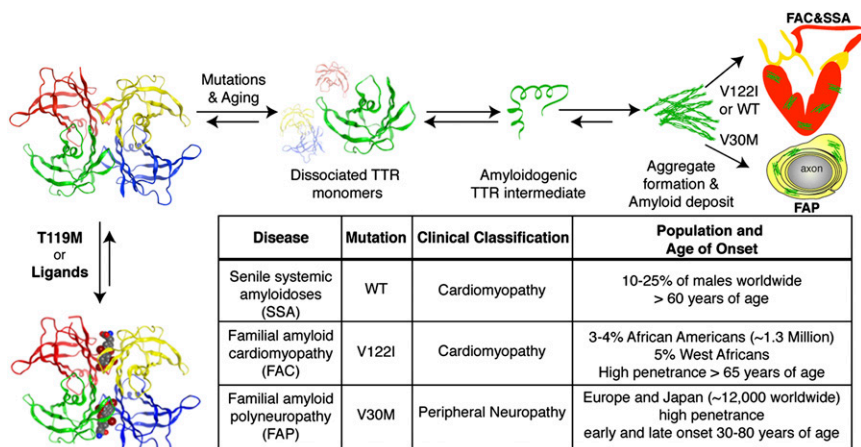 FAC&SSA
Mutations
& Aging
V122I
or WT
V30M
Dissociated TTR
monomers
Amyloidogenic
TTR intermediate
Aggregate
formation &
Amyloid deposit
axon
FAP
T119M
or
Ligands
Disease Mutation Clinical Classification Population and
Age of Onset
Senile systemic
amyloidoses
(SSA)
WT
Cardiomyopathy
10-25% of males worldwide
> 60 years of age
Familial amyloid
cardiomyopathy
(FAC)
V122I
Cardiomyopathy
3-4% African Americans (~1.3 Million)
5% West Africans
High penetrance > 65 years of age
Familial amyloid
polyneuropathy
(FAP)
V30M
Peripheral Neuropathy
Europe and Japan (~12,000 worldwide)
high penetrance
early and late onset 30-80 years of age